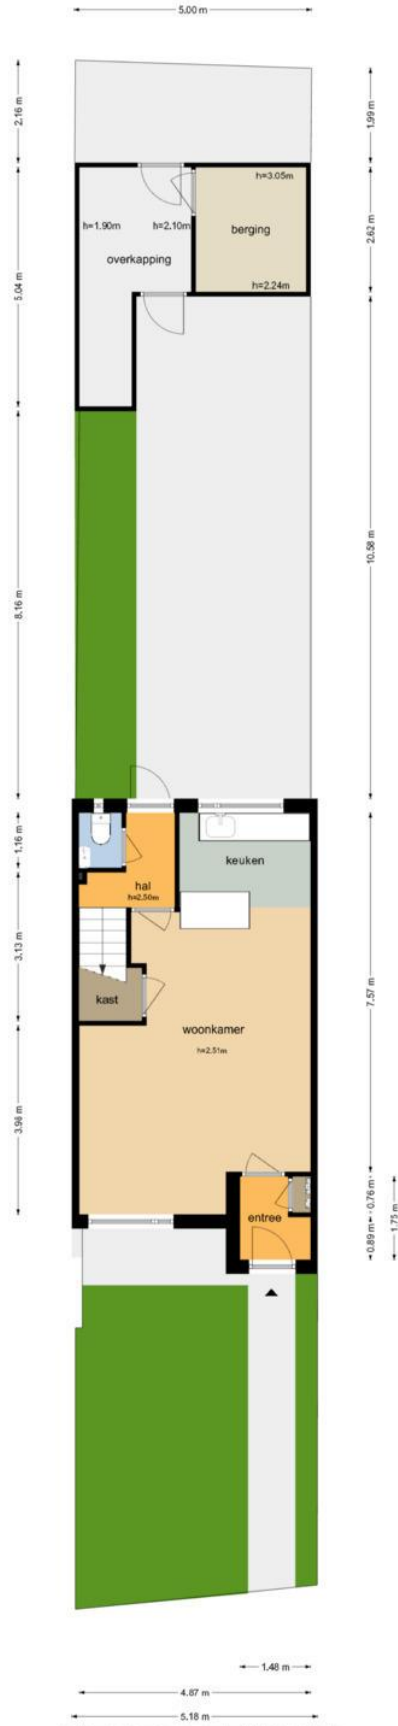 5.00 m
2.16 m
1.99 m
h=3.05m
h=1.90m
h=2.10m
berging
overkapping
2.62 m
5.04 m
h=2.24m
10.58 m
8.16 m
1.16 m
keuken
hal
h=2.50m
3.13 m
kast
7.57 m
woonkamer
h=2.51m
3.98 m
entree
0.76 m
1.75 m
0.89 m
1.48 m
4.87 m
5.18 m